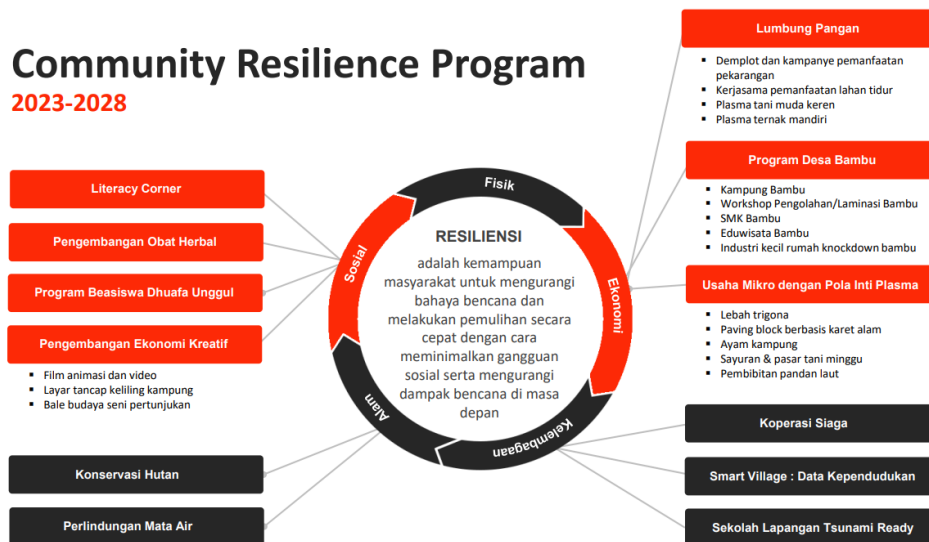 Community Resilience Program
2023-2028
Literacy Corner
Pengembangan Obat Herbal
Program Beasiswa Dhuafa Unggul
Pengembangan Ekonomi Kreatif
▪ Film animasi dan video
▪ Layar tancap keliling kampung
▪ Bale budaya seni pertunjukan
Konservasi Hutan
Perlindungan Mata Air
Fisik
Ekonomi
Kelembagaan
Alam
Sosial
RESILIENSI
adalah kemampuan
masyarakat untuk mengurangi
bahaya bencana dan
melakukan pemulihan secara
cepat dengan cara
meminimalkan gangguan
sosial serta mengurangi
dampak bencana di masa
depan
Lumbung Pangan
▪ Demplot dan kampanye pemanfaatan
pekarangan
▪ Kerjasama pemanfaatan lahan tidur
▪ Plasma tani muda keren
▪ Plasma ternak mandiri
Program Desa Bambu
▪ Kampung Bambu
▪ Workshop Pengolahan/Laminasi Bambu
▪ SMK Bambu
▪ Eduwisata Bambu
▪ Industri kecil rumah knockdown bambu
Usaha Mikro dengan Pola Inti Plasma
▪ Lebah trigona
▪ Paving block berbasis karet alam
▪ Ayam kampung
▪ Sayuran & pasar tani minggu
▪ Pembibitan pandan laut
Koperasi Siaga
Smart Village : Data Kependudukan
Sekolah Lapangan Tsunami Ready